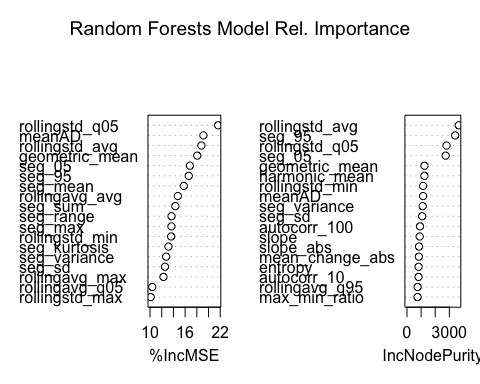 Random Forests Model Rel. Importance
rollingstd_q05
meanAD
rollingstd_avg
geometric_mean
seg_05
seg_95
seg_mean
rollingavg_avg
seg_sum
seg_range
seg_max
rollingstd_min
seg_kurtosis
seg_variance
seg_sd
rollingavg_max
rollingavg_q05
rollingstd_max
10 16 22
%IncMSE
rollingstd_avg
seg_95
rollingstd_q05
seg_05
geometric_mean
harmonic_mean
rollingstd_min
meanAD
seg_variance
seg_sd
autocorr_100
slope
slope_abs
mean_change_abs
entropy
autocorr_10
rollingavg_q95
max_min_ratio
0 3000
IncNodePurity